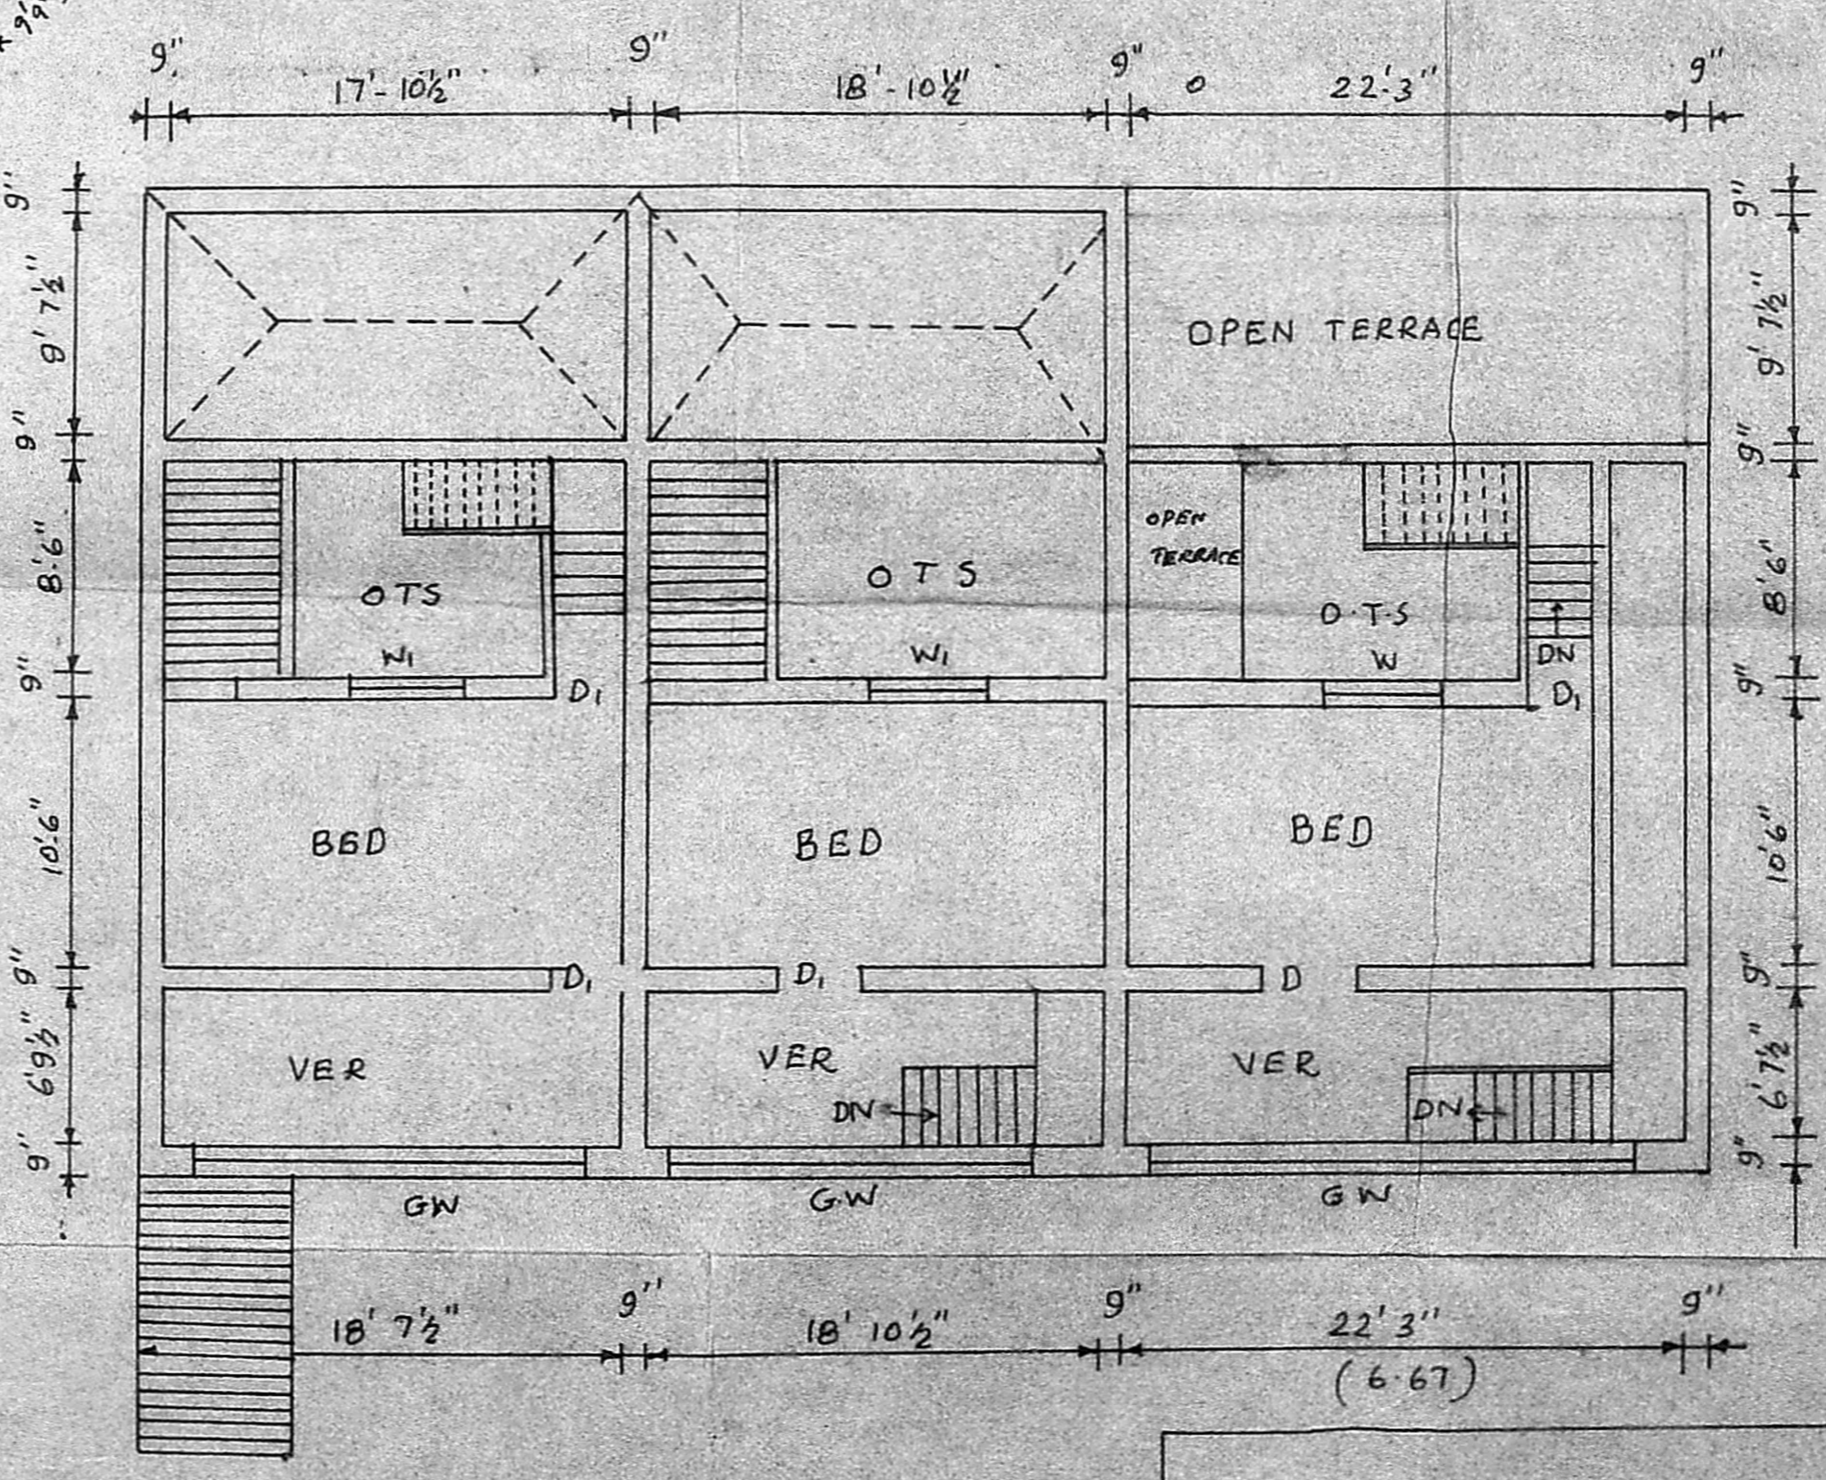 9" 9" 9" 9"
17'-10½" 18'-10½" 0 22'.3"
9" 9"
9' 7½" 9' 7½"
OPEN TERRACE
9" 9"
OPEN
TERRACE
8'.6" OTS OTS O.T.S 8'6"
W1 W1 W DN
9" D1 D1 9"
10'.6" BED BED BED 10'6"
9" D1 D1 D 9"
6'9½" VER VER VER 6'7½"
DN DN
9" 9"
GW G.W GW
9" 9" 9"
18' 7½" 18' 10½" 22'3"
(6.67)